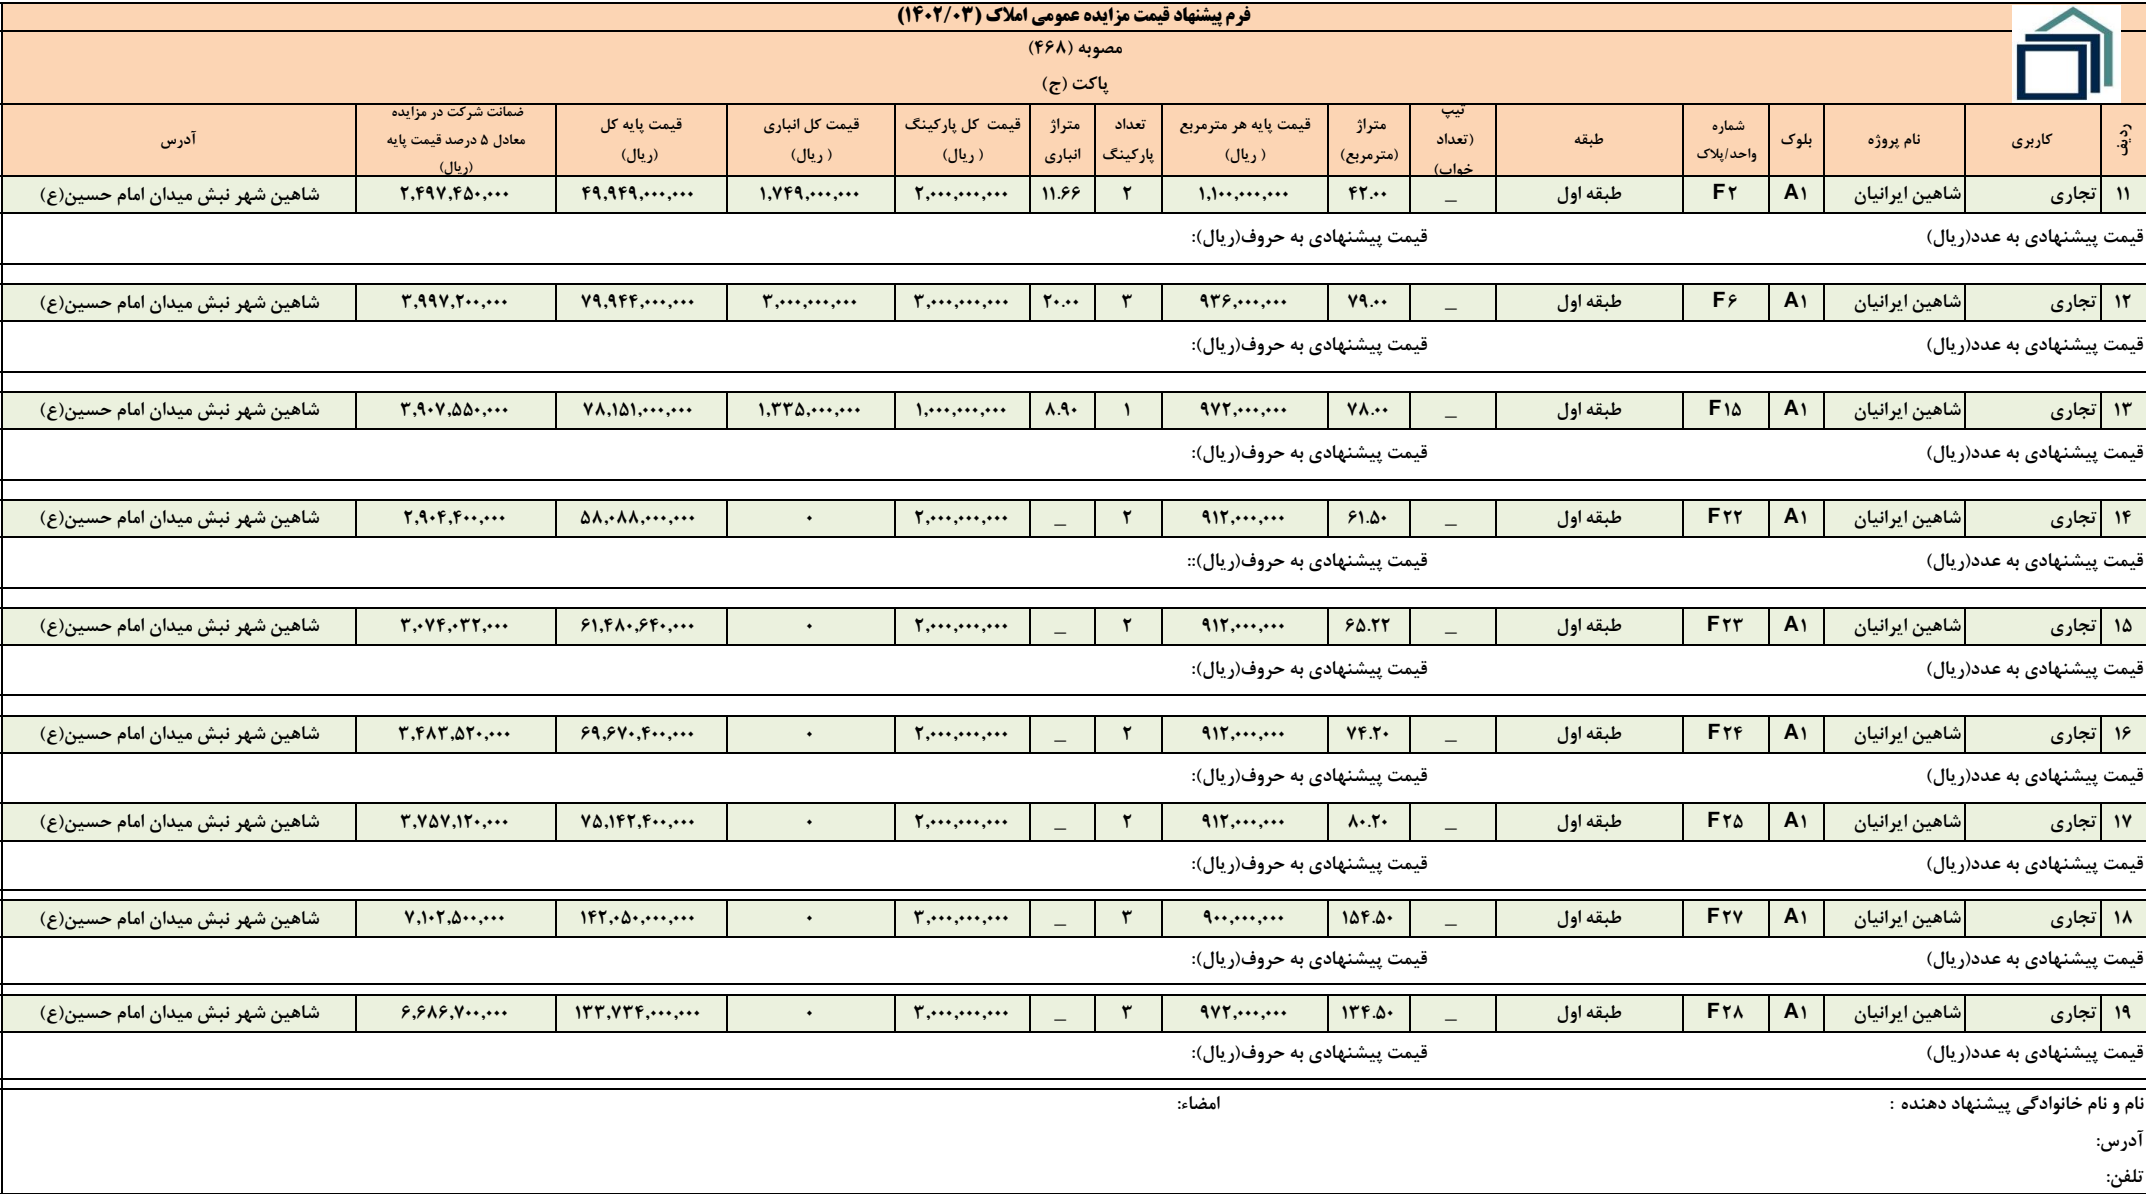 فرم پیشنهاد قیمت مزایده عمومی املاک (۱۴۰۲/۰۳)
مصوبه (۴۶۸)
پاکت (ج)
ردیف کاربری نام پروژه بلوک شماره واحد/پلاک طبقه تیپ (تعداد خواب) متراژ (مترمربع) قیمت پایه هر مترمربع ( ریال) تعداد پارکینگ قیمت کل پارکینگ ( ریال) متراژ انباری قیمت کل انباری ( ریال) قیمت پایه کل (ریال) ضمانت شرکت در مزایده معادل ۵ درصد قیمت پایه (ریال) آدرس
۱۱ تجاری شاهین ایرانیان A۱ F۲ طبقه اول _ ۴۲.۰۰ ۱,۱۰۰,۰۰۰,۰۰۰ ۲ ۱۱.۶۶ ۲,۰۰۰,۰۰۰,۰۰۰ ۱,۷۴۹,۰۰۰,۰۰۰ ۴۹,۹۴۹,۰۰۰,۰۰۰ ۲,۴۹۷,۴۵۰,۰۰۰ شاهین شهر نبش میدان امام حسین(ع)
قیمت پیشنهادی به عدد(ریال) قیمت پیشنهادی به حروف(ریال):
۱۲ تجاری شاهین ایرانیان A۱ F۶ طبقه اول _ ۷۹.۰۰ ۹۳۶,۰۰۰,۰۰۰ ۳ ۲۰.۰۰ ۳,۰۰۰,۰۰۰,۰۰۰ ۳,۰۰۰,۰۰۰,۰۰۰ ۷۹,۹۴۴,۰۰۰,۰۰۰ ۳,۹۹۷,۲۰۰,۰۰۰ شاهین شهر نبش میدان امام حسین(ع)
قیمت پیشنهادی به عدد(ریال) قیمت پیشنهادی به حروف(ریال):
۱۳ تجاری شاهین ایرانیان A۱ F۱۵ طبقه اول _ ۷۸.۰۰ ۹۷۲,۰۰۰,۰۰۰ ۱ ۸.۹۰ ۱,۰۰۰,۰۰۰,۰۰۰ ۱,۳۳۵,۰۰۰,۰۰۰ ۷۸,۱۵۱,۰۰۰,۰۰۰ ۳,۹۰۷,۵۵۰,۰۰۰ شاهین شهر نبش میدان امام حسین(ع)
قیمت پیشنهادی به عدد(ریال) قیمت پیشنهادی به حروف(ریال):
۱۴ تجاری شاهین ایرانیان A۱ F۲۲ طبقه اول _ ۶۱.۵۰ ۹۱۲,۰۰۰,۰۰۰ ۲ _ ۲,۰۰۰,۰۰۰,۰۰۰ ۰ ۵۸,۰۸۸,۰۰۰,۰۰۰ ۲,۹۰۴,۴۰۰,۰۰۰ شاهین شهر نبش میدان امام حسین(ع)
قیمت پیشنهادی به عدد(ریال) قیمت پیشنهادی به حروف(ریال)::
۱۵ تجاری شاهین ایرانیان A۱ F۲۳ طبقه اول _ ۶۵.۲۲ ۹۱۲,۰۰۰,۰۰۰ ۲ _ ۲,۰۰۰,۰۰۰,۰۰۰ ۰ ۶۱,۴۸۰,۶۴۰,۰۰۰ ۳,۰۷۴,۰۳۲,۰۰۰ شاهین شهر نبش میدان امام حسین(ع)
قیمت پیشنهادی به عدد(ریال) قیمت پیشنهادی به حروف(ریال):
۱۶ تجاری شاهین ایرانیان A۱ F۲۴ طبقه اول _ ۷۴.۲۰ ۹۱۲,۰۰۰,۰۰۰ ۲ _ ۲,۰۰۰,۰۰۰,۰۰۰ ۰ ۶۹,۶۷۰,۴۰۰,۰۰۰ ۳,۴۸۳,۵۲۰,۰۰۰ شاهین شهر نبش میدان امام حسین(ع)
قیمت پیشنهادی به عدد(ریال) قیمت پیشنهادی به حروف(ریال):
۱۷ تجاری شاهین ایرانیان A۱ F۲۵ طبقه اول _ ۸۰.۲۰ ۹۱۲,۰۰۰,۰۰۰ ۲ _ ۲,۰۰۰,۰۰۰,۰۰۰ ۰ ۷۵,۱۴۲,۴۰۰,۰۰۰ ۳,۷۵۷,۱۲۰,۰۰۰ شاهین شهر نبش میدان امام حسین(ع)
قیمت پیشنهادی به عدد(ریال) قیمت پیشنهادی به حروف(ریال):
۱۸ تجاری شاهین ایرانیان A۱ F۲۷ طبقه اول _ ۱۵۴.۵۰ ۹۰۰,۰۰۰,۰۰۰ ۳ _ ۳,۰۰۰,۰۰۰,۰۰۰ ۰ ۱۴۲,۰۵۰,۰۰۰,۰۰۰ ۷,۱۰۲,۵۰۰,۰۰۰ شاهین شهر نبش میدان امام حسین(ع)
قیمت پیشنهادی به عدد(ریال) قیمت پیشنهادی به حروف(ریال):
۱۹ تجاری شاهین ایرانیان A۱ F۲۸ طبقه اول _ ۱۳۴.۵۰ ۹۷۲,۰۰۰,۰۰۰ ۳ _ ۳,۰۰۰,۰۰۰,۰۰۰ ۰ ۱۳۳,۷۳۴,۰۰۰,۰۰۰ ۶,۶۸۶,۷۰۰,۰۰۰ شاهین شهر نبش میدان امام حسین(ع)
قیمت پیشنهادی به عدد(ریال) قیمت پیشنهادی به حروف(ریال):
نام و نام خانوادگی پیشنهاد دهنده : امضاء:
آدرس:
تلفن: